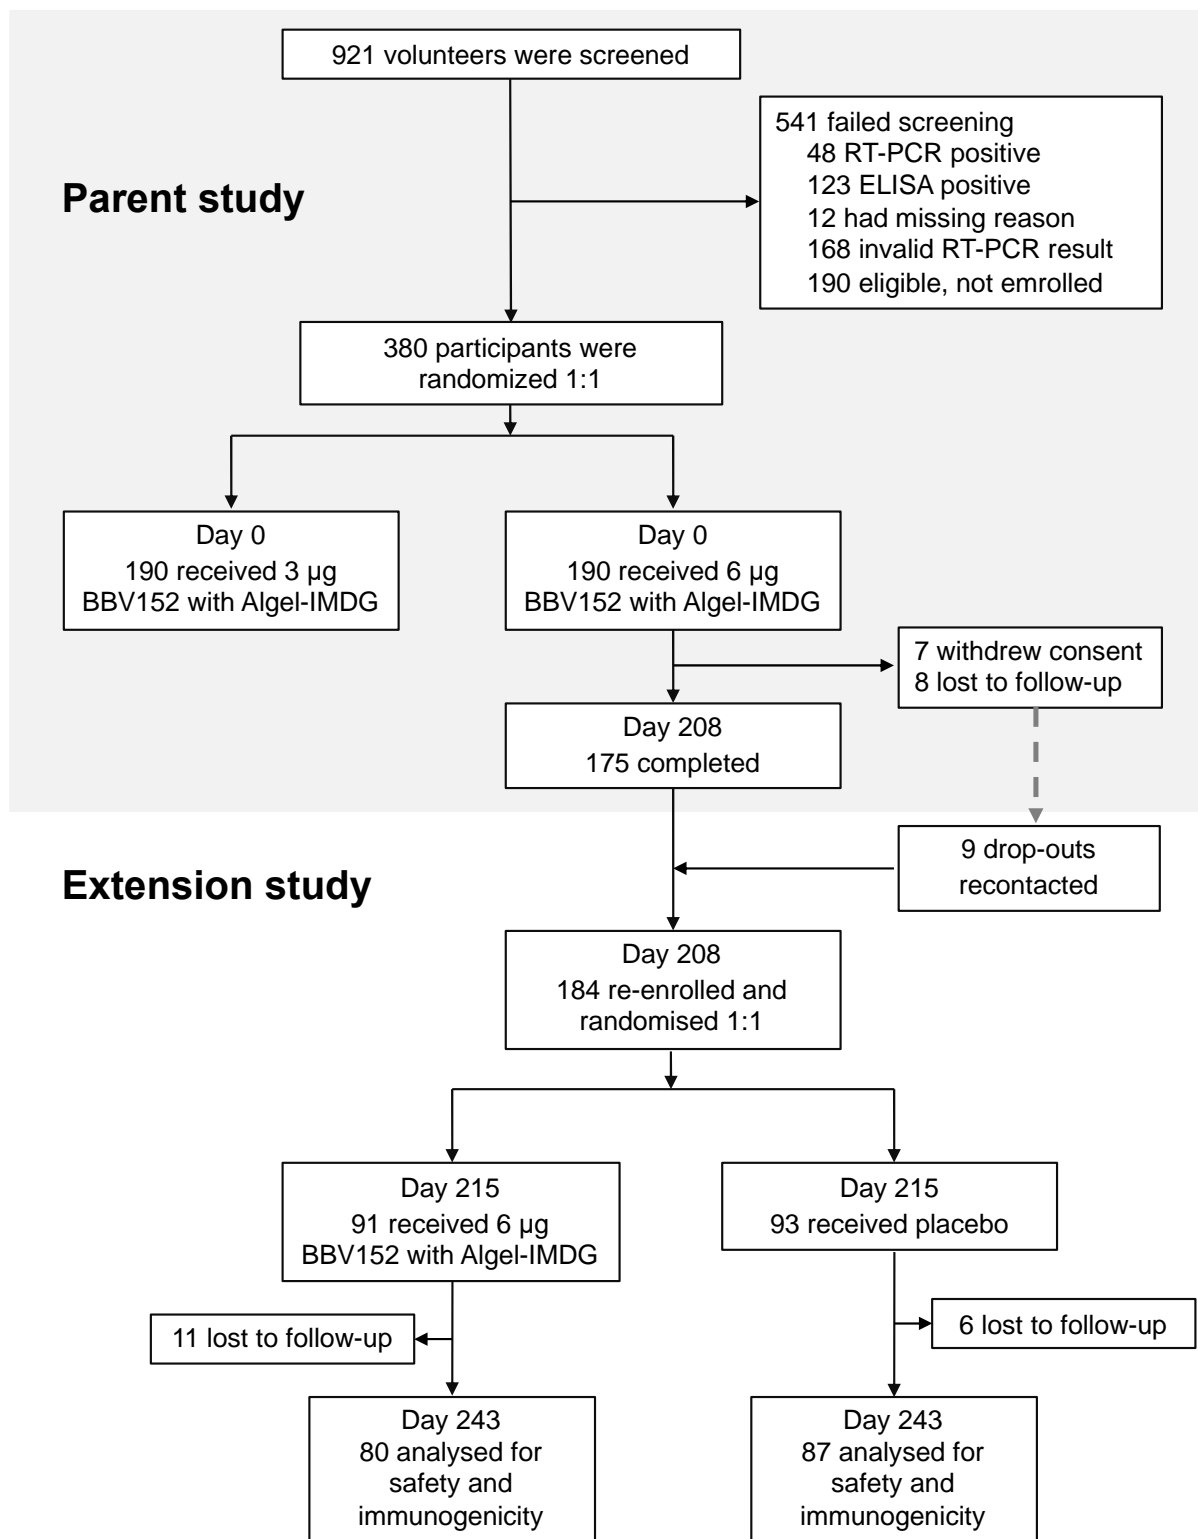 921 volunteers were screened
541 failed screening
48 RT-PCR positive
123 ELISA positive
12 had missing reason
168 invalid RT-PCR result
190 eligible, not emrolled
Parent study
380 participants were
randomized 1:1
Day 0
190 received 3 µg
BBV152 with Algel-IMDG
Day 0
190 received 6 µg
BBV152 with Algel-IMDG
7 withdrew consent
8 lost to follow-up
Day 208
175 completed
9 drop-outs
recontacted
Extension study
Day 208
184 re-enrolled and
randomised 1:1
Day 215
91 received 6 µg
BBV152 with Algel-IMDG
Day 215
93 received placebo
11 lost to follow-up
6 lost to follow-up
Day 243
80 analysed for
safety and
immunogenicity
Day 243
87 analysed for
safety and
immunogenicity